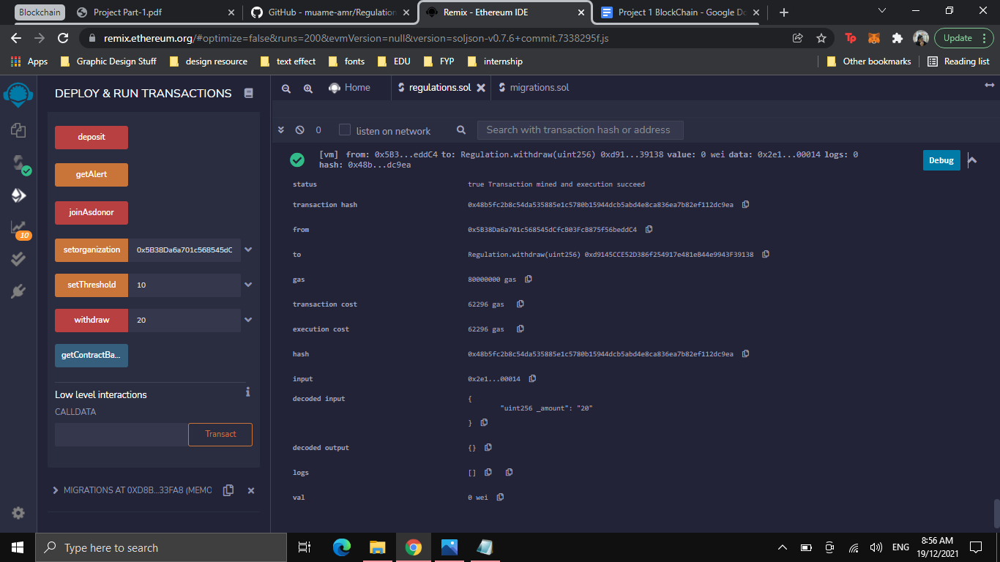 Blockchain
Project Part-1.pdf
GitHub - muame-amr/Regulation
Remix - Ethereum IDE
Project 1 BlockChain - Google Do
remix.ethereum.org/#optimize=false&runs=200&evmVersion=null&version=soljson-v0.7.6+commit.7338295f.js
Update
Apps
Graphic Design Stuff
design resource
text effect
fonts
EDU
FYP
internship
Other bookmarks
Reading list
DEPLOY & RUN TRANSACTIONS
Home
regulations.sol
migrations.sol
0
listen on network
Search with transaction hash or address
deposit
getAlert
joinAsdonor
setorganization
0x5B38Da6a701c568545dC
setThreshold
10
withdraw
20
getContractBa...
Low level interactions
CALLDATA
Transact
MIGRATIONS AT 0XD8B...33FA8 (MEMO
10
[vm] from: 0x5B3...eddC4 to: Regulation.withdraw(uint256) 0xd91...39138 value: 0 wei data: 0x2e1...00014 logs: 0
hash: 0x48b...dc9ea
Debug
status true Transaction mined and execution succeed
transaction hash 0x48b5fc2b8c54da535885e1c5780b15944dcb5abd4e8ca836ea7b82ef112dc9ea
from 0x5B38Da6a701c568545dCfcB03FcB875f56beddC4
to Regulation.withdraw(uint256) 0xd9145CCE52D386f254917e481eB44e9943F39138
gas 80000000 gas
transaction cost 62296 gas
execution cost 62296 gas
hash 0x48b5fc2b8c54da535885e1c5780b15944dcb5abd4e8ca836ea7b82ef112dc9ea
input 0x2e1...00014
decoded input {
"uint256 _amount": "20"
}
decoded output {}
logs []
val 0 wei
Type here to search
ENG
8:56 AM
19/12/2021